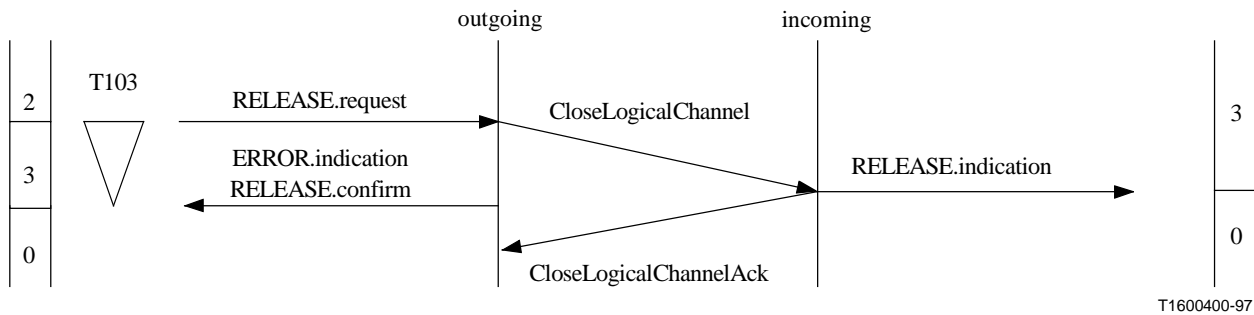 outgoing
incoming
T103
2
RELEASE.request
CloseLogicalChannel
3
3
ERROR.indication
RELEASE.confirm
RELEASE.indication
0
CloseLogicalChannelAck
0
T1600400-97